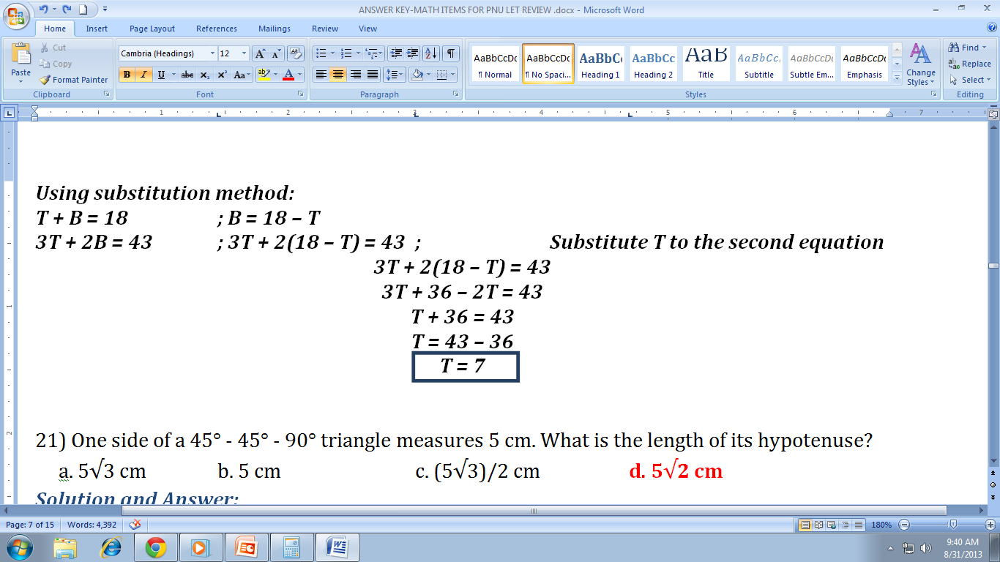 ANSWER KEY-MATH ITEMS FOR PNU LET REVIEW .docx - Microsoft Word
Home Insert Page Layout References Mailings Review View
Paste
Cut
Copy
Format Painter
Clipboard
Cambria (Headings) 12
B I U abc x₂ x² Aa
Font
Paragraph
AaBbCcDc AaBbCcDc AaBbC AaBbCc AaB AaBbCc. AaBbCcDc AaBbCcDc
¶ Normal ¶ No Spaci... Heading 1 Heading 2 Title Subtitle Subtle Em... Emphasis
Change Styles
Styles
Find
Replace
Select
Editing
1 2 3 4 5 6 7
Using substitution method:
T + B = 18 ; B = 18 – T
3T + 2B = 43 ; 3T + 2(18 – T) = 43 ; Substitute T to the second equation
3T + 2(18 – T) = 43
3T + 36 – 2T = 43
T + 36 = 43
T = 43 – 36
T = 7
21) One side of a 45° - 45° - 90° triangle measures 5 cm. What is the length of its hypotenuse?
a. 5√3 cm b. 5 cm c. (5√3)/2 cm d. 5√2 cm
Solution and Answer:
Page: 7 of 15 Words: 4,392 180%
9:40 AM
8/31/2013